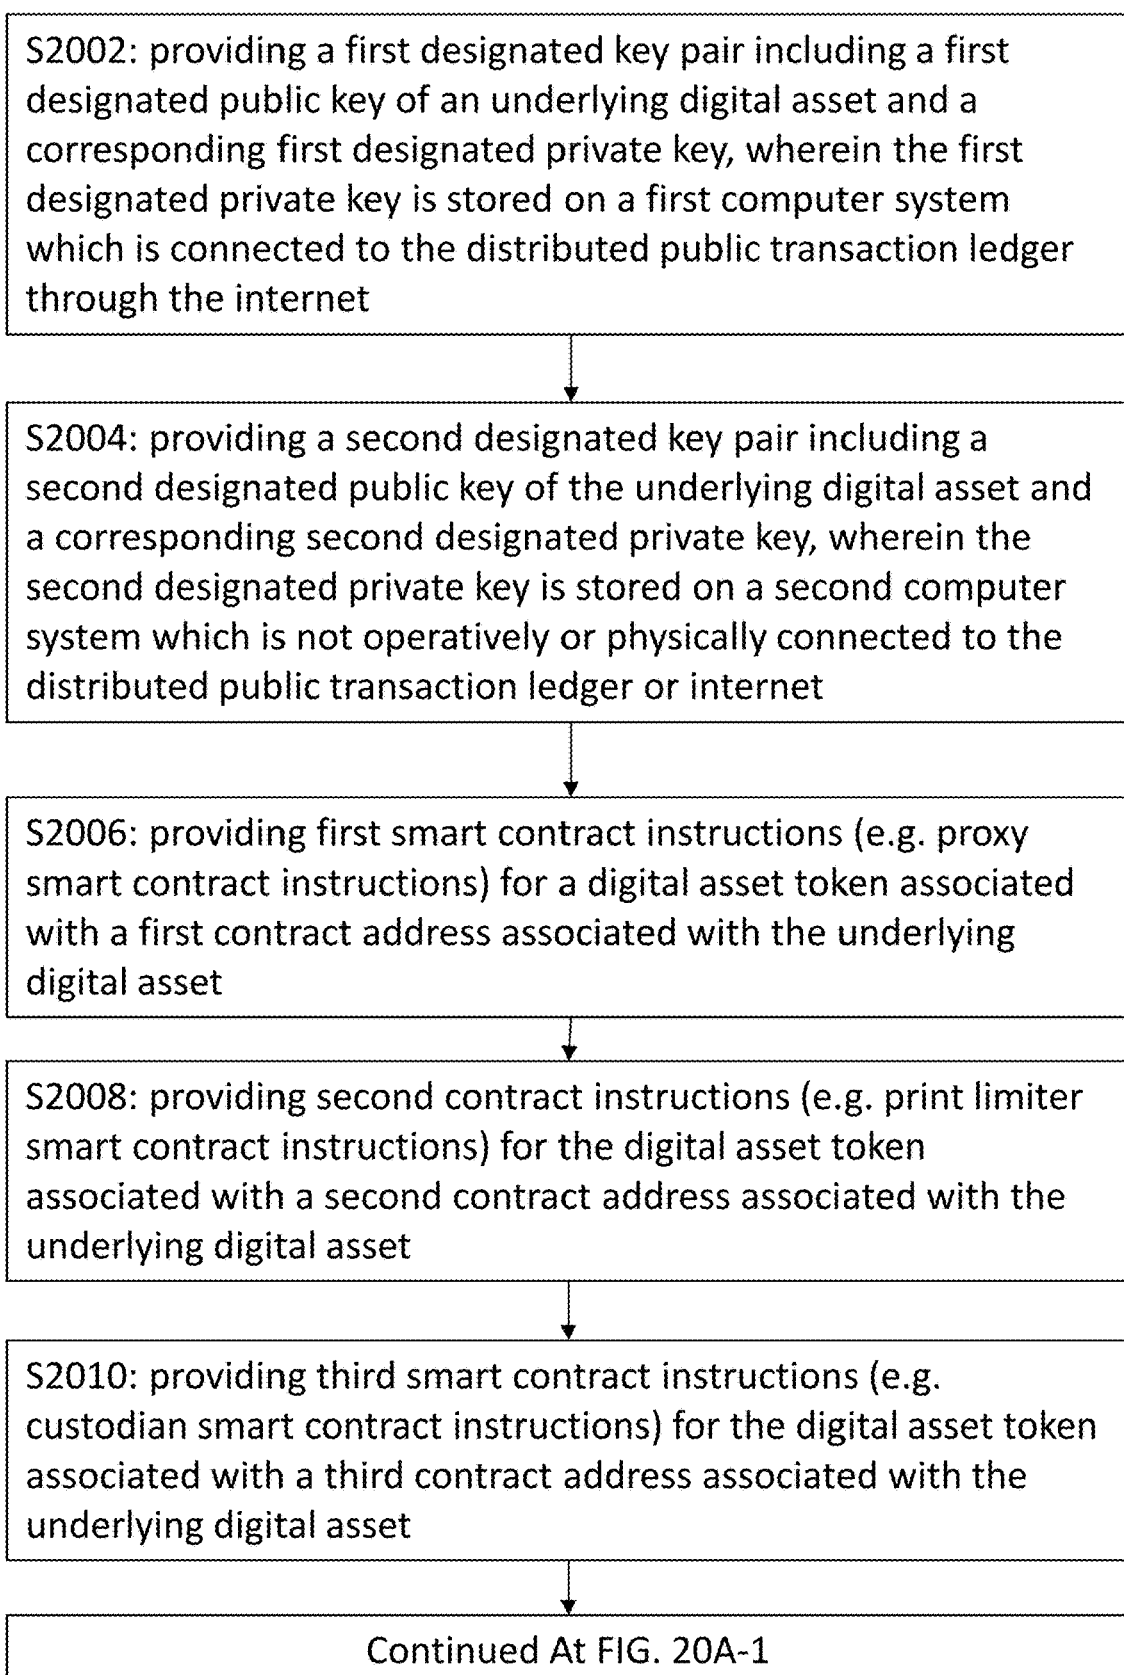 S2002: providing a first designated key pair including a first
designated public key of an underlying digital asset and a
corresponding first designated private key, wherein the first
designated private key is stored on a first computer system
which is connected to the distributed public transaction ledger
through the internet
S2004: providing a second designated key pair including a
second designated public key of the underlying digital asset and
a corresponding second designated private key, wherein the
second designated private key is stored on a second computer
system which is not operatively or physically connected to the
distributed public transaction ledger or internet
S2006: providing first smart contract instructions (e.g. proxy
smart contract instructions) for a digital asset token associated
with a first contract address associated with the underlying
digital asset
S2008: providing second contract instructions (e.g. print limiter
smart contract instructions) for the digital asset token
associated with a second contract address associated with the
underlying digital asset
S2010: providing third smart contract instructions (e.g.
custodian smart contract instructions) for the digital asset token
associated with a third contract address associated with the
underlying digital asset
Continued At FIG. 20A-1